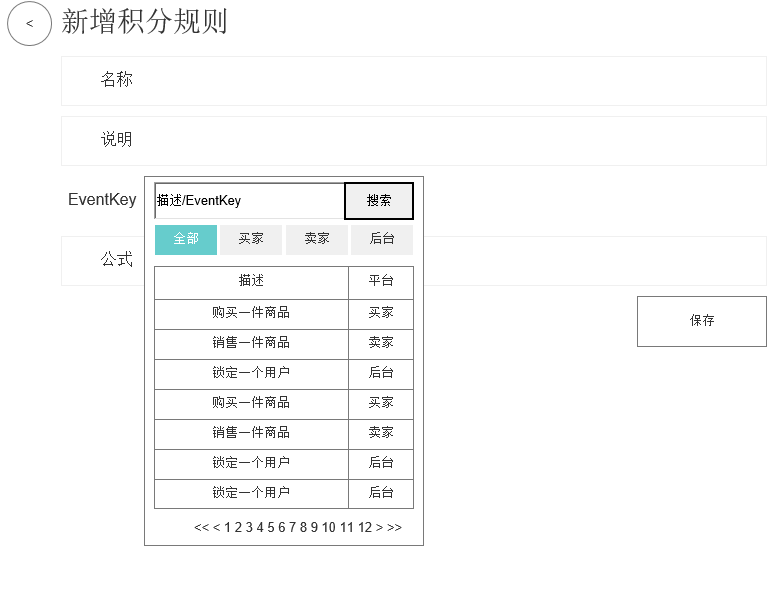 < 新增积分规则
名称
说明
EventKey
描述/EventKey 搜索
全部 买家 卖家 后台
公式
描述 平台
购买一件商品 买家
销售一件商品 卖家
锁定一个用户 后台
购买一件商品 买家
销售一件商品 卖家
锁定一个用户 后台
锁定一个用户 后台
<< < 1 2 3 4 5 6 7 8 9 10 11 12 > >>
保存